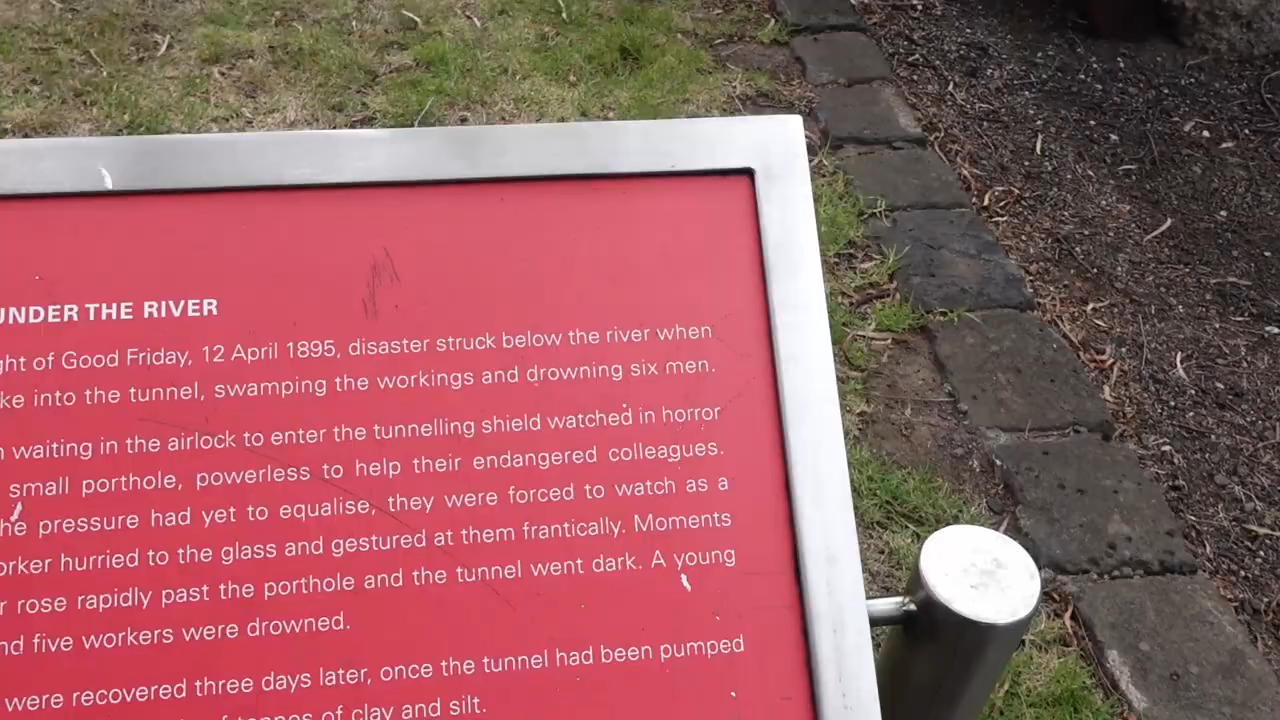 UNDER THE RIVER
ght of Good Friday, 12 April 1895, disaster struck below the river when
ke into the tunnel, swamping the workings and drowning six men.
n waiting in the airlock to enter the tunnelling shield watched in horror
small porthole, powerless to help their endangered colleagues.
he pressure had yet to equalise, they were forced to watch as a
orker hurried to the glass and gestured at them frantically. Moments
r rose rapidly past the porthole and the tunnel went dark. A young
nd five workers were drowned.
were recovered three days later, once the tunnel had been pumped
of tonnes of clay and silt.